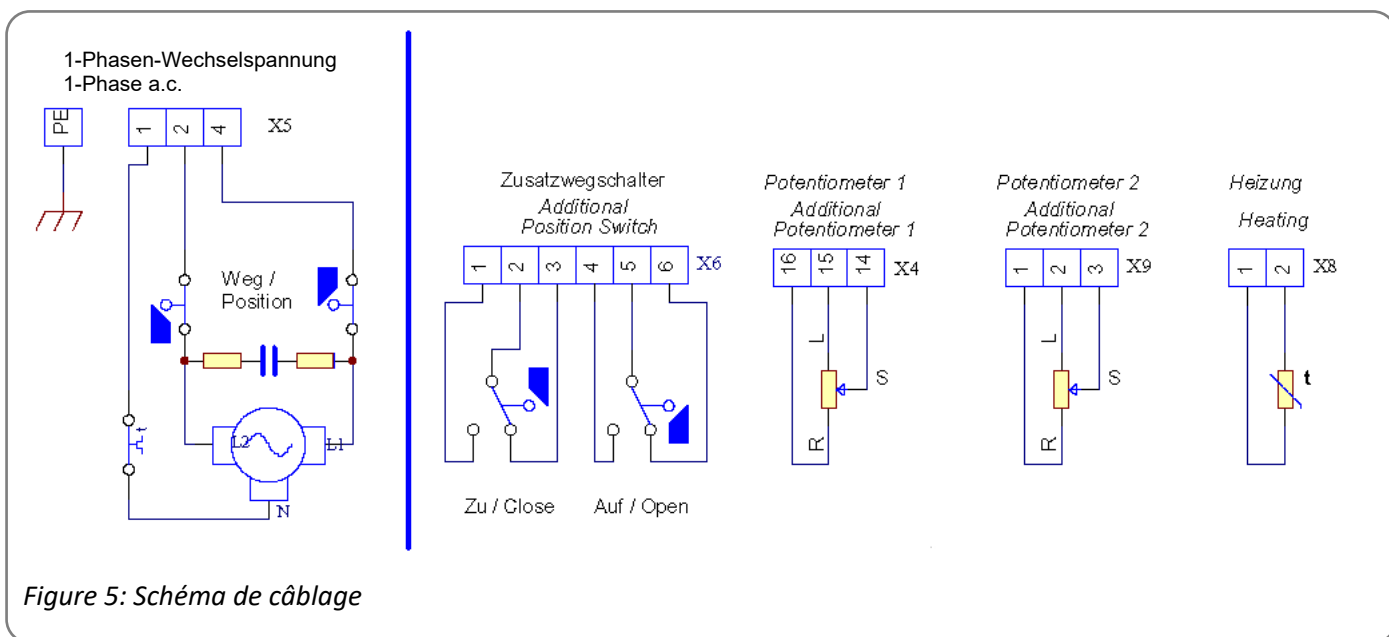 1-Phasen-Wechselspannung
1-Phase a.c.
PE
1 2 4 X5
Weg /
Position
t
L2 L1
N
Zusatzwegschalter
Additional
Position Switch
1 2 3 4 5 6 X6
Zu / Close Auf / Open
Potentiometer 1
Additional
Potentiometer 1
16 15 14 X4
L
S
R
Potentiometer 2
Additional
Potentiometer 2
1 2 3 X9
L
S
R
Heizung
Heating
1 2 X8
t
Figure 5: Schéma de câblage